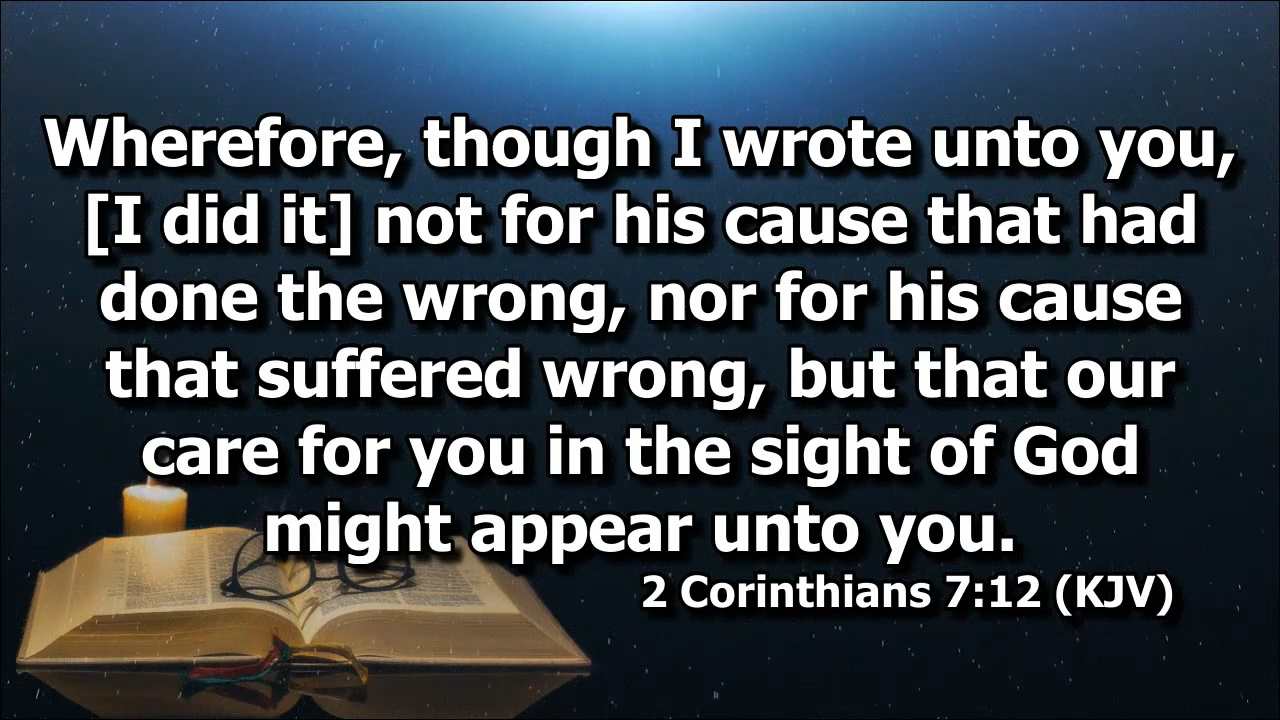 Wherefore, though I wrote unto you,
[I did it] not for his cause that had
done the wrong, nor for his cause
that suffered wrong, but that our
care for you in the sight of God
might appear unto you.
2 Corinthians 7:12 (KJV)